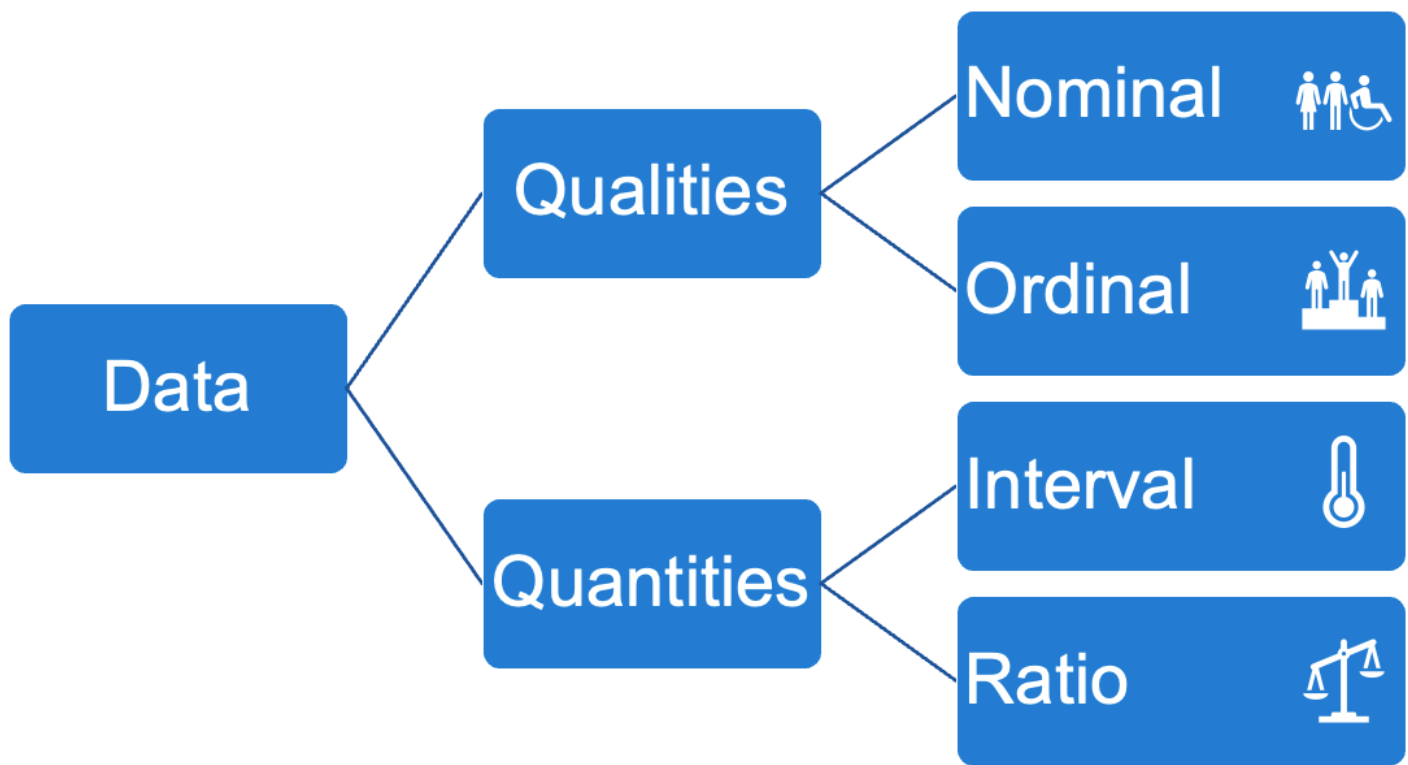 Data
Qualities
Quantities
Nominal
Ordinal
Interval
Ratio